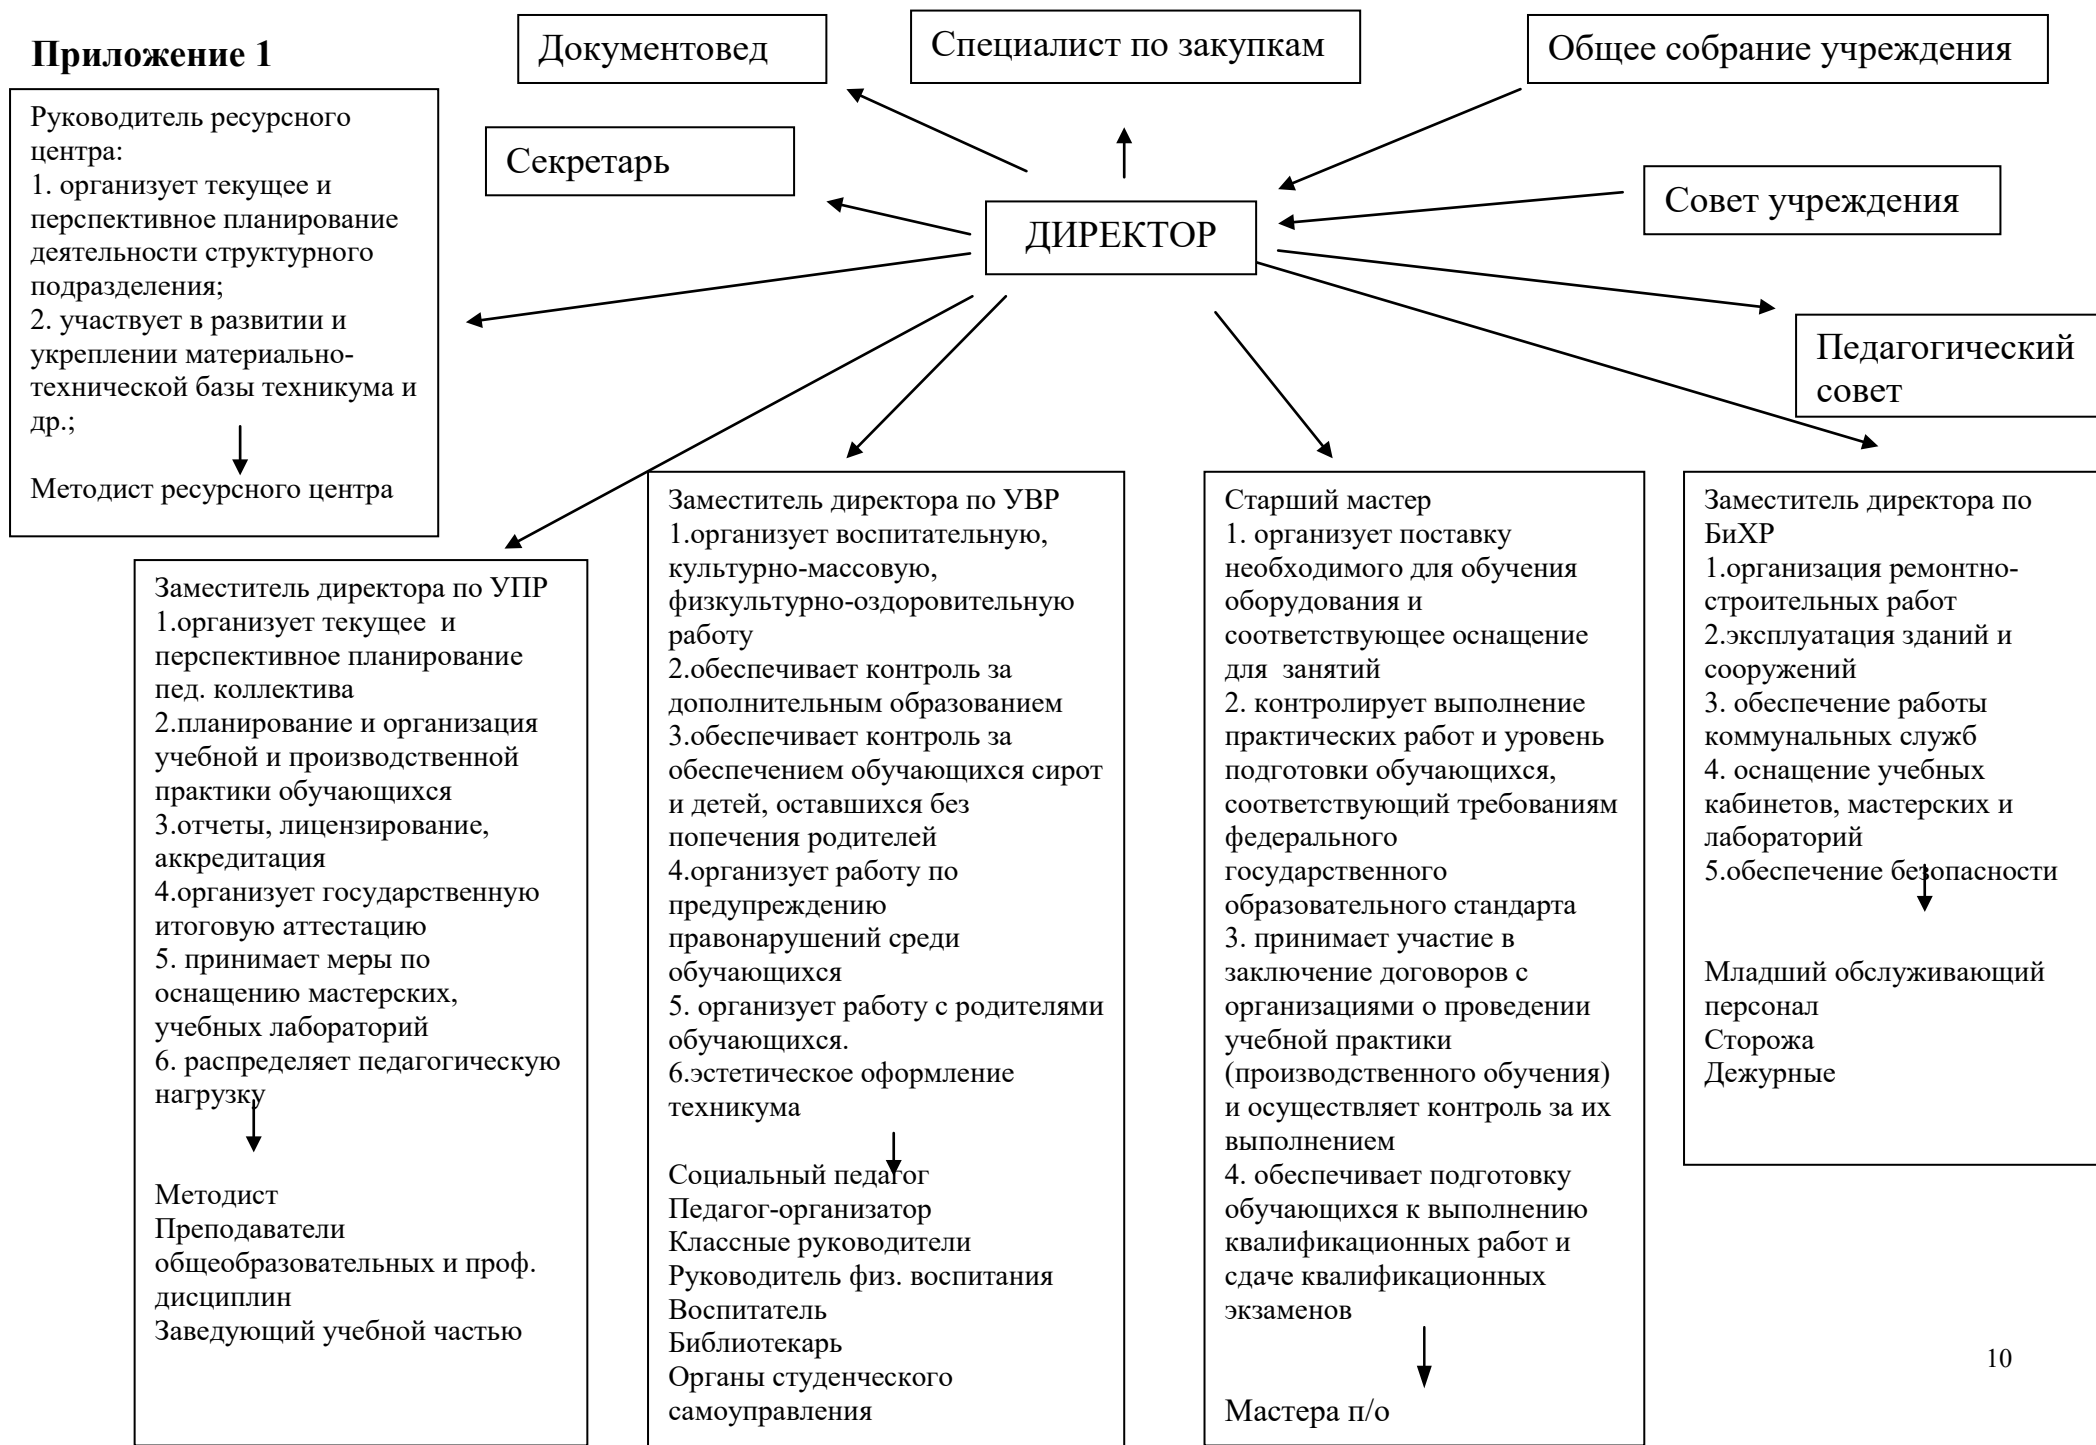 Приложение 1
Документовед
Специалист по закупкам
Общее собрание учреждения
Секретарь
Совет учреждения
ДИРЕКТОР
Педагогический
совет
Руководитель ресурсного
центра:
1. организует текущее и
перспективное планирование
деятельности структурного
подразделения;
2. участвует в развитии и
укреплении материально-
технической базы техникума и
др.;
Методист ресурсного центра
Заместитель директора по УПР
1.организует текущее  и
перспективное планирование
пед. коллектива
2.планирование и организация
учебной и производственной
практики обучающихся
3.отчеты, лицензирование,
аккредитация
4.организует государственную
итоговую аттестацию
5. принимает меры по
оснащению мастерских,
учебных лабораторий
6. распределяет педагогическую
нагрузку
Методист
Преподаватели
общеобразовательных и проф.
дисциплин
Заведующий учебной частью
Заместитель директора по УВР
1.организует воспитательную,
культурно-массовую,
физкультурно-оздоровительную
работу
2.обеспечивает контроль за
дополнительным образованием
3.обеспечивает контроль за
обеспечением обучающихся сирот
и детей, оставшихся без
попечения родителей
4.организует работу по
предупреждению
правонарушений среди
обучающихся
5. организует работу с родителями
обучающихся.
6.эстетическое оформление
техникума
Социальный педагог
Педагог-организатор
Классные руководители
Руководитель физ. воспитания
Воспитатель
Библиотекарь
Органы студенческого
самоуправления
Старший мастер
1. организует поставку
необходимого для обучения
оборудования и
соответствующее оснащение
для  занятий
2. контролирует выполнение
практических работ и уровень
подготовки обучающихся,
соответствующий требованиям
федерального
государственного
образовательного стандарта
3. принимает участие в
заключение договоров с
организациями о проведении
учебной практики
(производственного обучения)
и осуществляет контроль за их
выполнением
4. обеспечивает подготовку
обучающихся к выполнению
квалификационных работ и
сдаче квалификационных
экзаменов
Мастера п/о
Заместитель директора по
БиХР
1.организация ремонтно-
строительных работ
2.эксплуатация зданий и
сооружений
3. обеспечение работы
коммунальных служб
4. оснащение учебных
кабинетов, мастерских и
лабораторий
5.обеспечение безопасности
Младший обслуживающий
персонал
Сторожа
Дежурные
10